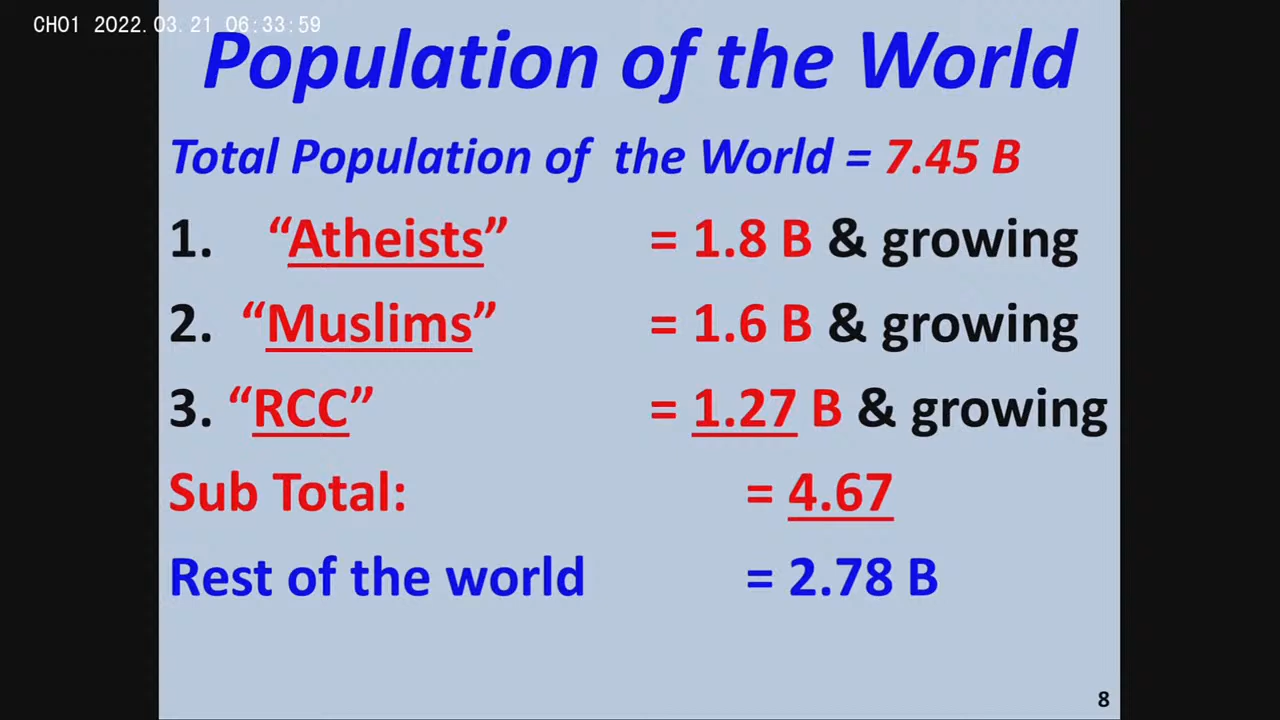 CH01 2022.03.21 06:33:59
Population of the World
Total Population of the World = 7.45 B
1. “Atheists” = 1.8 B & growing
2. “Muslims” = 1.6 B & growing
3. “RCC” = 1.27 B & growing
Sub Total: = 4.67
Rest of the world = 2.78 B
8